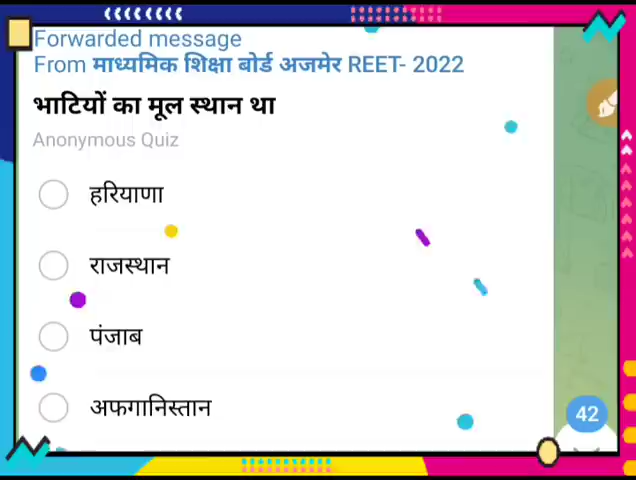 Forwarded message
From माध्यमिक शिक्षा बोर्ड अजमेर REET- 2022
भाटियों का मूल स्थान था
Anonymous Quiz
हरियाणा
राजस्थान
पंजाब
अफगानिस्तान
42